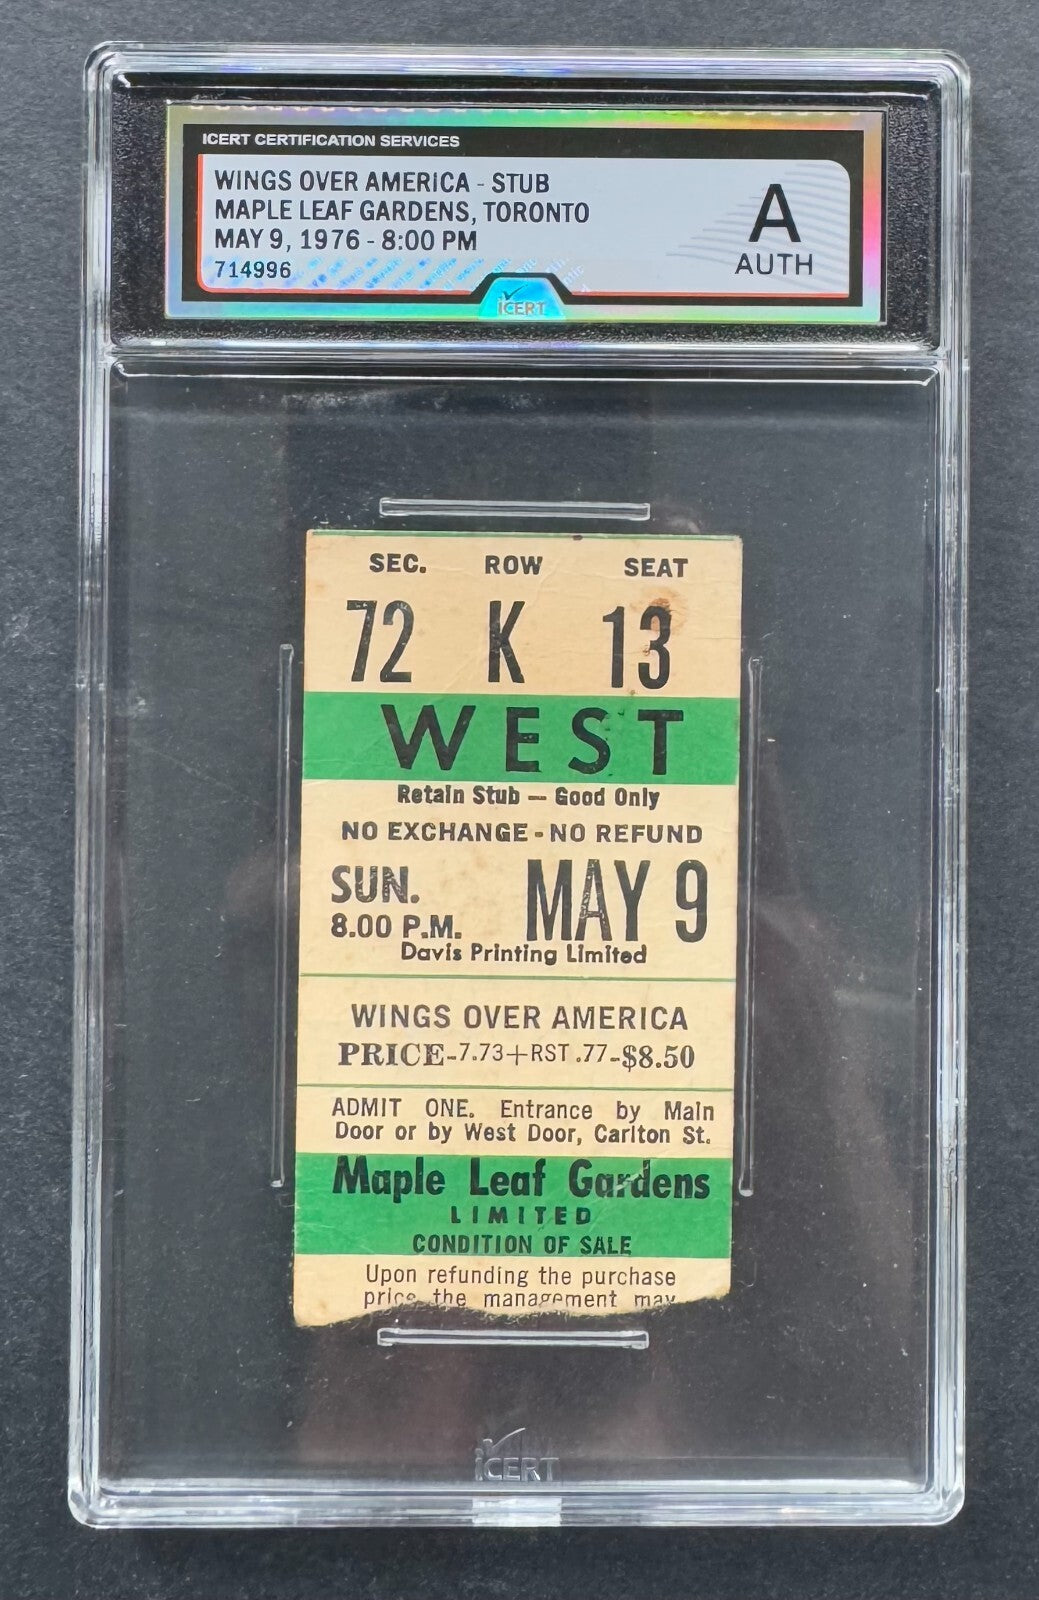 ICERT CERTIFICATION SERVICES
WINGS OVER AMERICA - STUB
MAPLE LEAF GARDENS, TORONTO
MAY 9, 1976 - 8:00 PM
714996
A
AUTH
iCERT
SEC. ROW SEAT
72 K 13
WEST
Retain Stub — Good Only
NO EXCHANGE - NO REFUND
SUN. MAY 9
8.00 P.M.
Davis Printing Limited
WINGS OVER AMERICA
PRICE-7.73+RST .77-$8.50
ADMIT ONE. Entrance by Main
Door or by West Door, Carlton St.
Maple Leaf Gardens
LIMITED
CONDITION OF SALE
Upon refunding the purchase
price the management may
iCERT